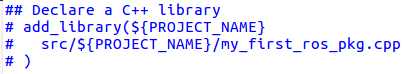 ## Declare a C++ library
# add_library(${PROJECT_NAME}
#   src/${PROJECT_NAME}/my_first_ros_pkg.cpp
# )